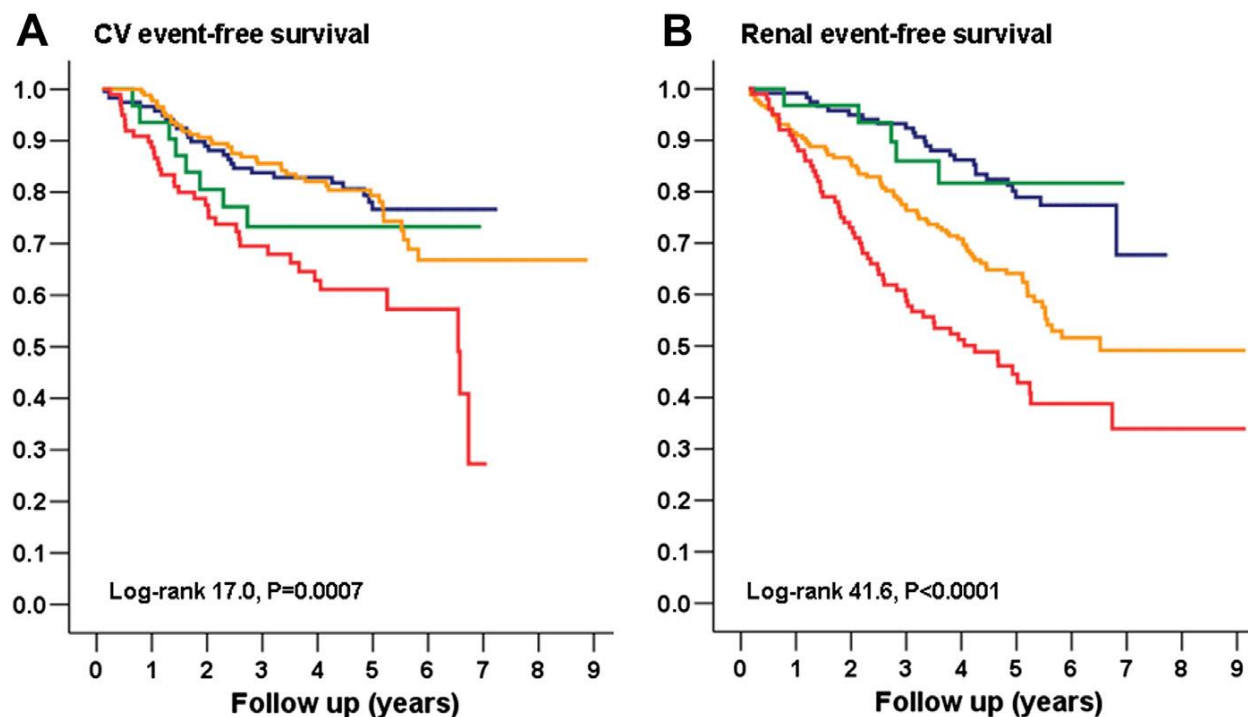 A CV event-free survival
1.0
0.9
0.8
0.7
0.6
0.5
0.4
0.3
0.2
0.1
0.0
Log-rank 17.0, P=0.0007
0 1 2 3 4 5 6 7 8 9
Follow up (years)
B Renal event-free survival
1.0
0.9
0.8
0.7
0.6
0.5
0.4
0.3
0.2
0.1
0.0
Log-rank 41.6, P<0.0001
0 1 2 3 4 5 6 7 8 9
Follow up (years)